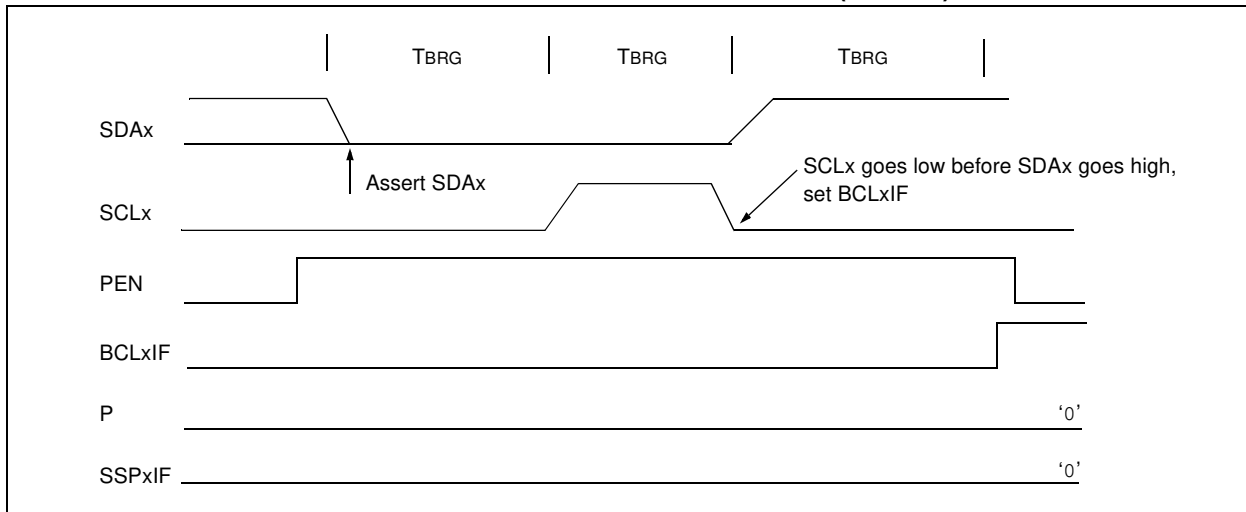 TBRG TBRG TBRG
SDAx
Assert SDAx
SCLx goes low before SDAx goes high,
set BCLxIF
SCLx
PEN
BCLxIF
P ‘0’
SSPxIF ‘0’